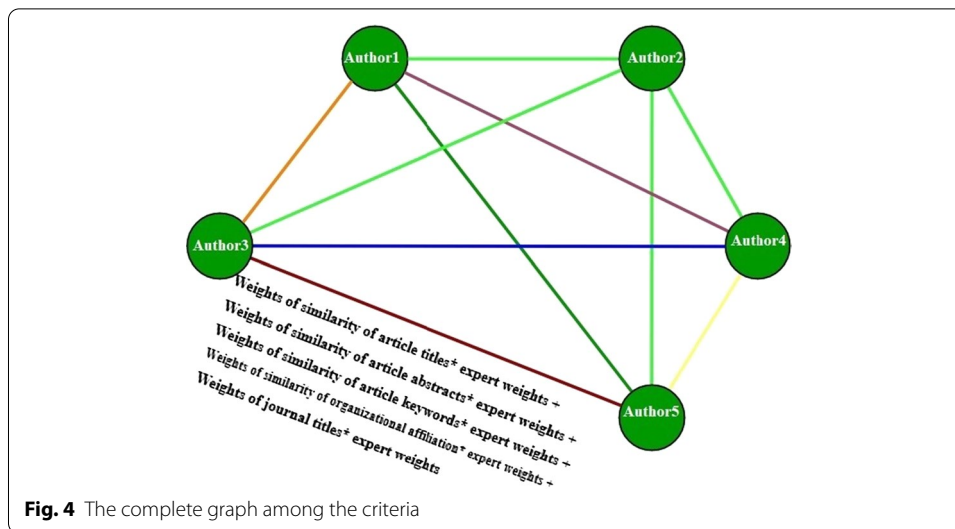 Author1
Author2
Author3
Author4
Weights of similarity of article titles* expert weights +
Weights of similarity of article abstracts* expert weights +
Weights of similarity of article keywords* expert weights +
Weights of similarity of organizational affiliation* expert weights +
Weights of journal titles* expert weights
Author5
Fig. 4 The complete graph among the criteria